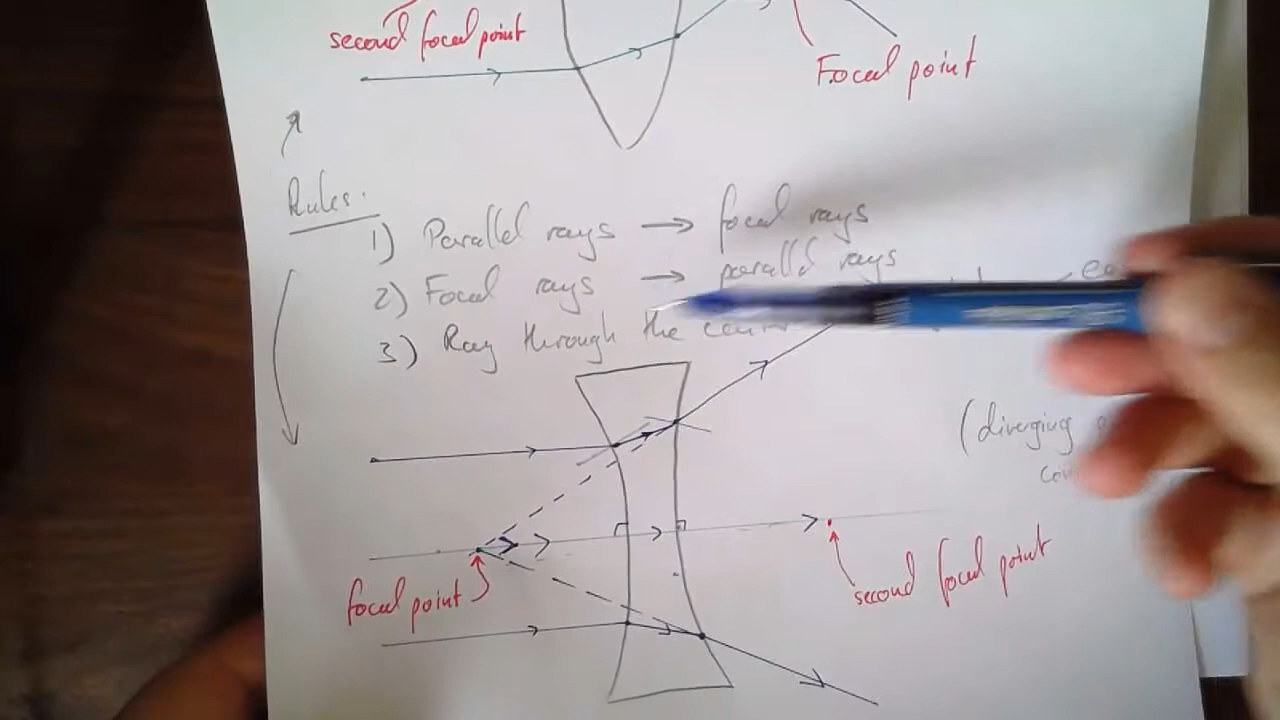 second focal point
Focal point
Rules:
1) Parallel rays → focal rays
2) Focal rays → parallel rays
3) Ray through the
(diverging
focal point
second focal point